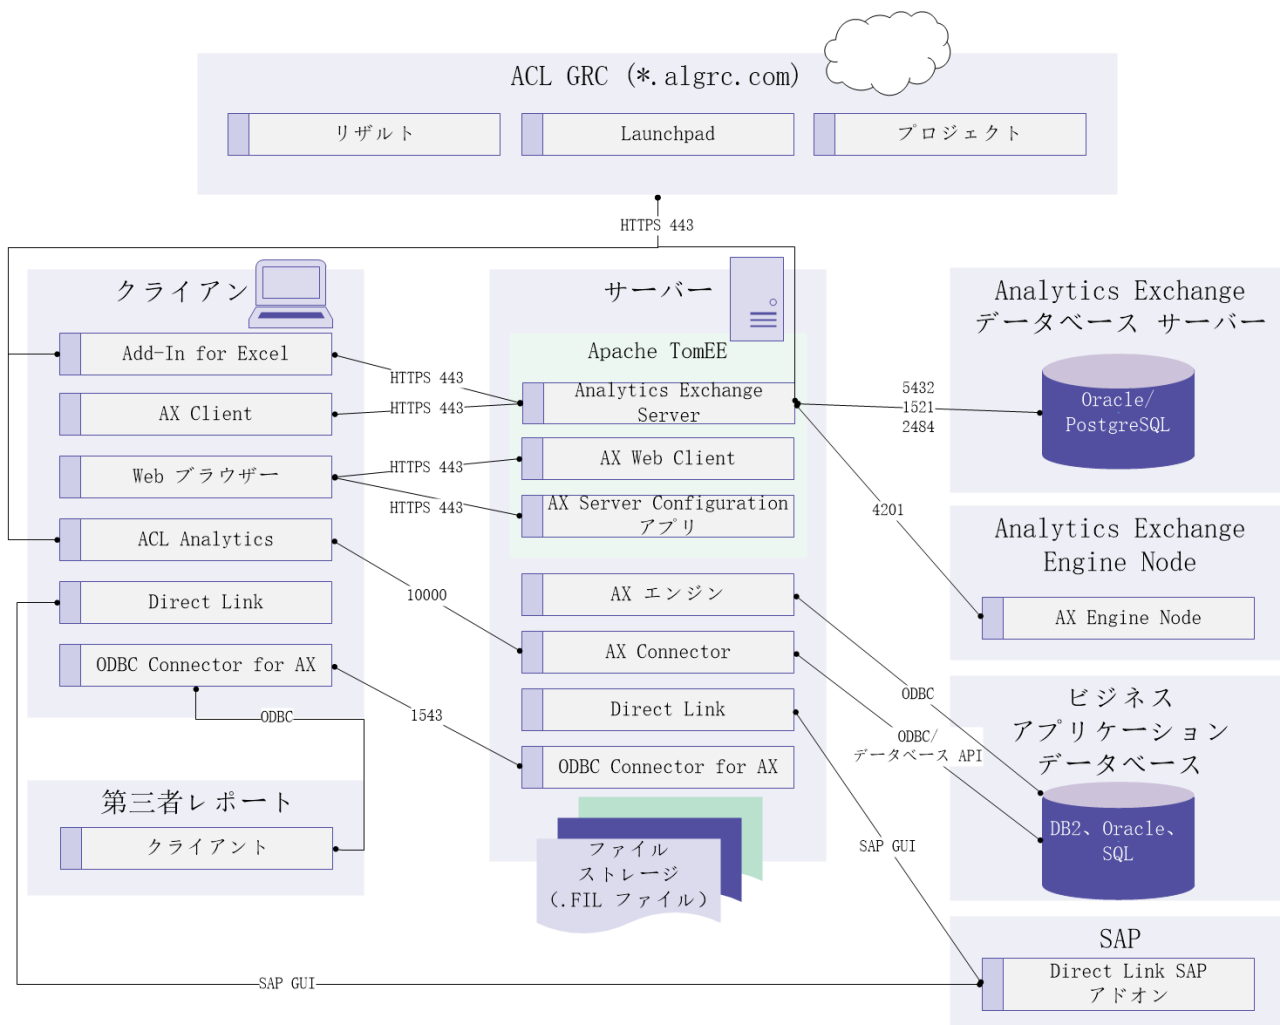 ACL GRC (*.algrc.com)
リザルト
Launchpad
プロジェクト
HTTPS 443
クライアン
Add-In for Excel
AX Client
Web ブラウザー
ACL Analytics
Direct Link
ODBC Connector for AX
ODBC
第三者レポート
クライアント
HTTPS 443
HTTPS 443
HTTPS 443
HTTPS 443
10000
1543
SAP GUI
サーバー
Apache TomEE
Analytics Exchange
Server
AX Web Client
AX Server Configuration
アプリ
AX エンジン
AX Connector
Direct Link
ODBC Connector for AX
ファイル
ストレージ
(.FIL ファイル)
5432
1521
2484
4201
ODBC
ODBC/
データベース API
SAP GUI
Analytics Exchange
データベース サーバー
Oracle/
PostgreSQL
Analytics Exchange
Engine Node
AX Engine Node
ビジネス
アプリケーション
データベース
DB2、Oracle、
SQL
SAP
Direct Link SAP
アドオン